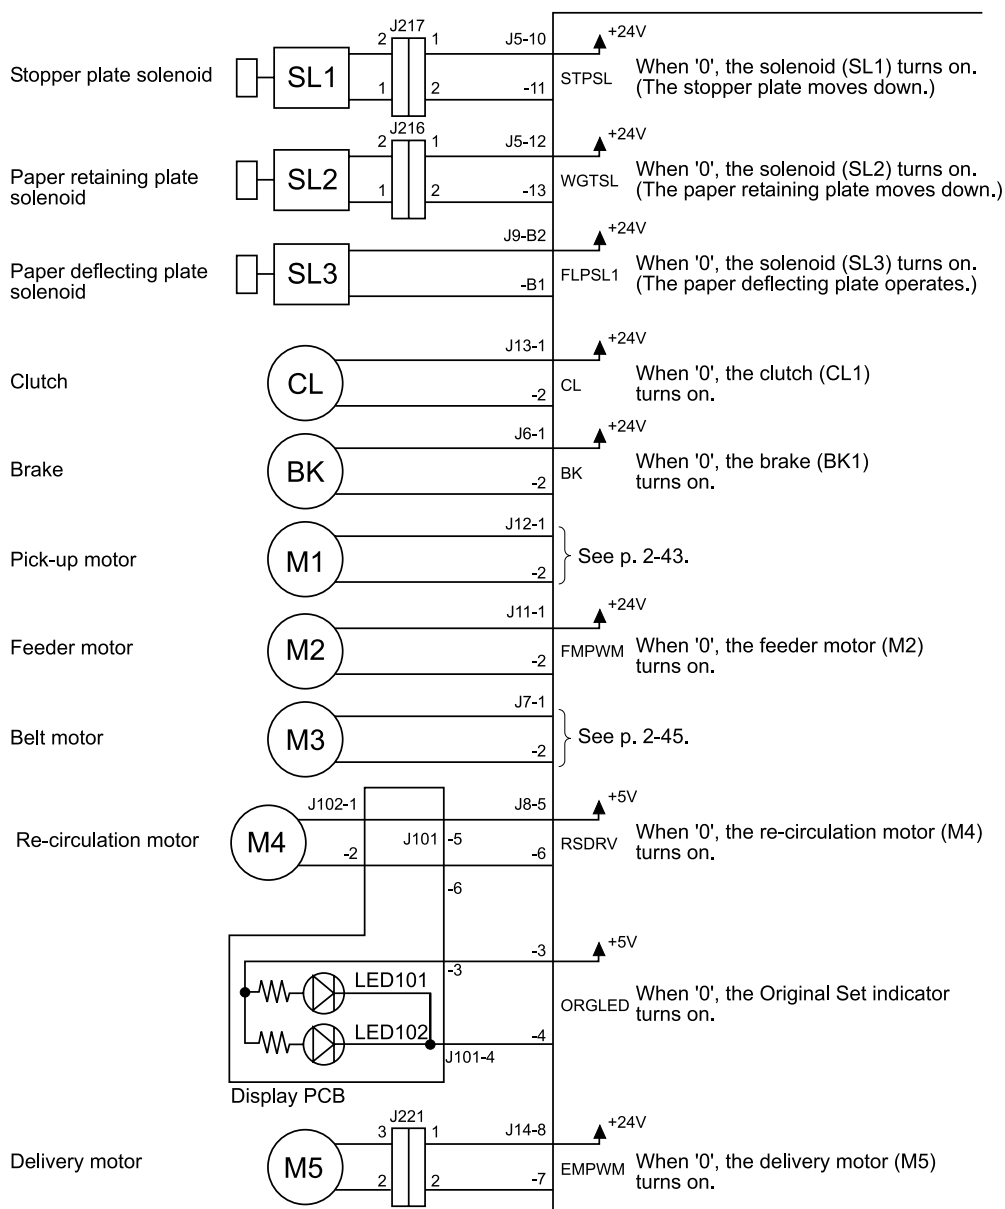 J217
+24V
2 1 J5-10
Stopper plate solenoid SL1 STPSL When '0', the solenoid (SL1) turns on.
(The stopper plate moves down.)
1 2 -11
J216
+24V
2 1 J5-12
Paper retaining plate
solenoid
SL2 WGTSL When '0', the solenoid (SL2) turns on.
(The paper retaining plate moves down.)
1 2 -13
+24V
J9-B2
Paper deflecting plate
solenoid
SL3 FLPSL1 When '0', the solenoid (SL3) turns on.
(The paper deflecting plate operates.)
-B1
+24V
J13-1
Clutch CL CL When '0', the clutch (CL1)
turns on.
-2
+24V
J6-1
Brake BK BK When '0', the brake (BK1)
turns on.
-2
J12-1
Pick-up motor M1 See p. 2-43.
-2
+24V
J11-1
Feeder motor M2 FMPWM When '0', the feeder motor (M2)
turns on.
-2
J7-1
Belt motor M3 See p. 2-45.
-2
+5V
J102-1 J8-5
Re-circulation motor M4 J101 -5 RSDRV When '0', the re-circulation motor (M4)
turns on.
-2 -6
-6
+5V
-3
-3
LED101
ORGLED When '0', the Original Set indicator
turns on.
LED102 -4
J101-4
Display PCB
J221
+24V
3 1 J14-8
Delivery motor M5 EMPWM When '0', the delivery motor (M5)
turns on.
2 2 -7